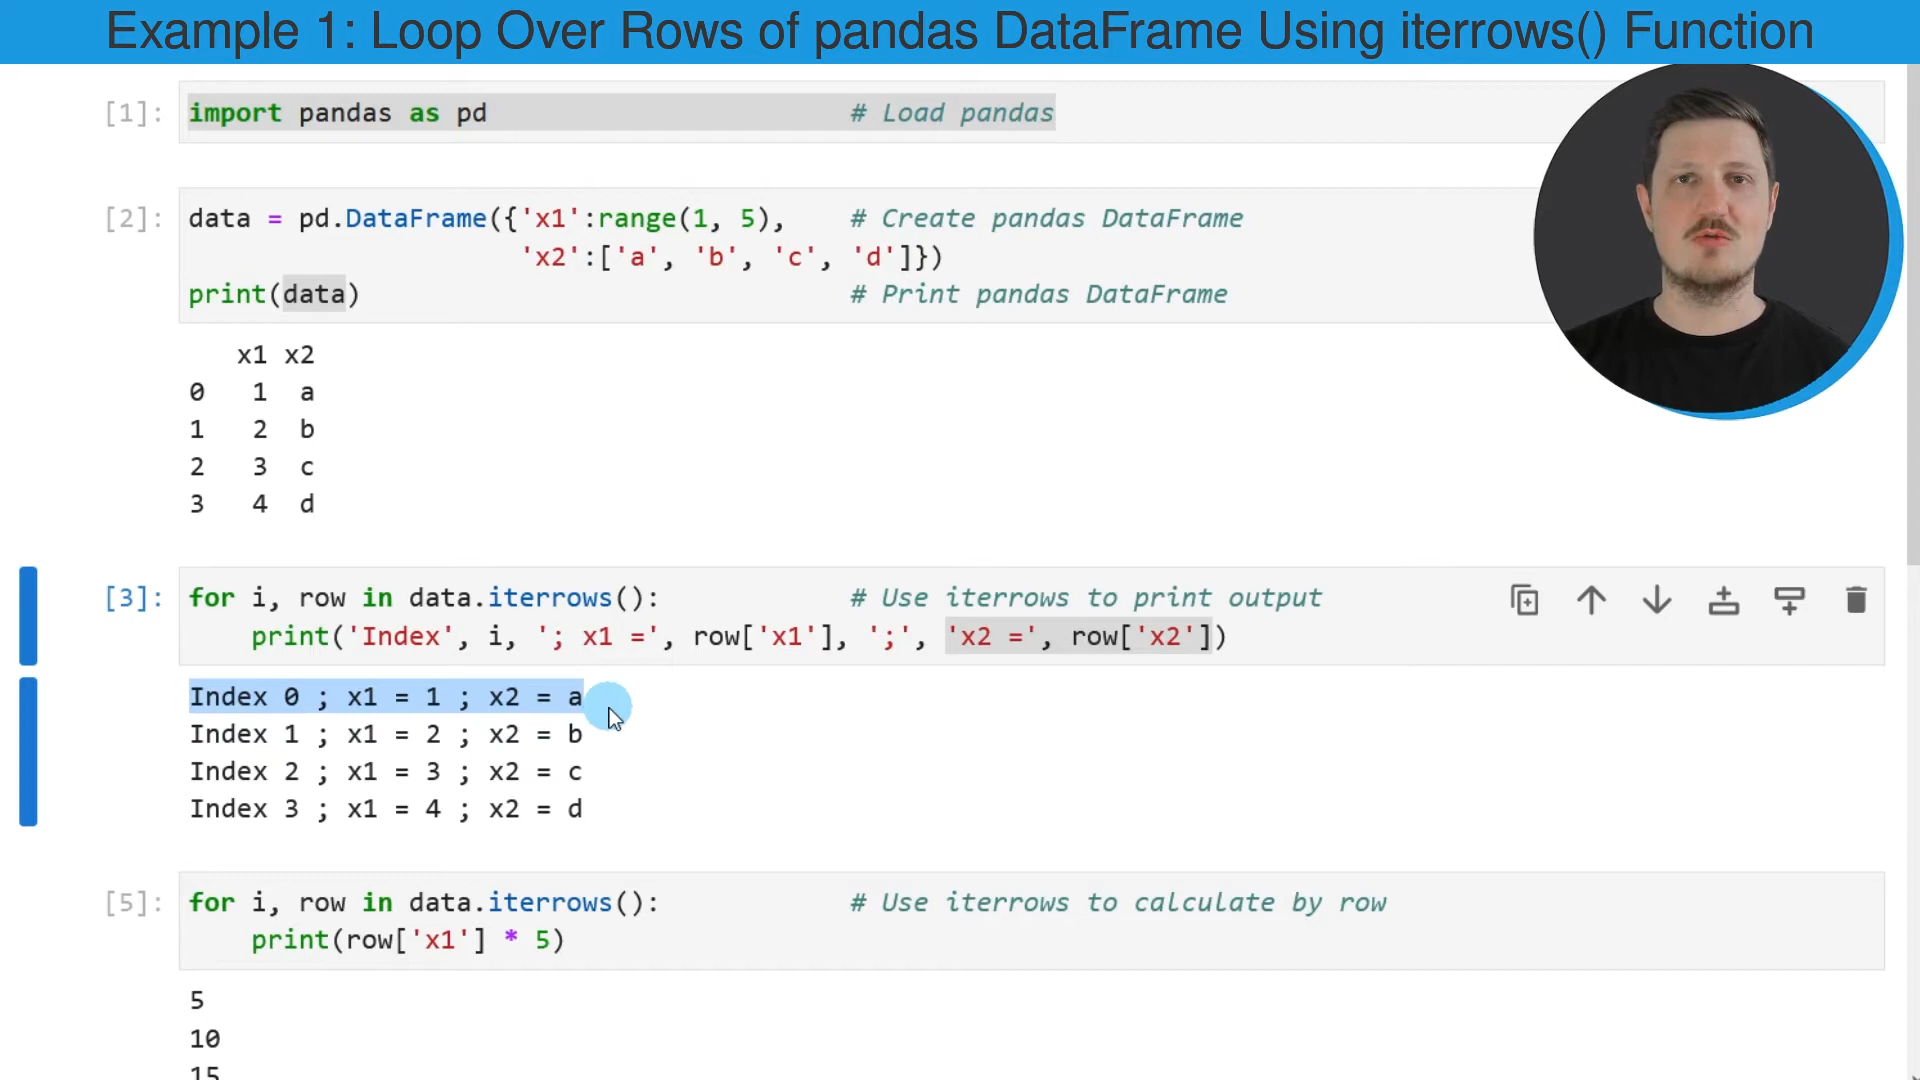 Example 1: Loop Over Rows of pandas DataFrame Using iterrows() Function
[1]: import pandas as pd # Load pandas
[2]: data = pd.DataFrame({'x1':range(1, 5), # Create pandas DataFrame
'x2':['a', 'b', 'c', 'd']})
print(data) # Print pandas DataFrame
x1 x2
0 1 a
1 2 b
2 3 c
3 4 d
[3]: for i, row in data.iterrows(): # Use iterrows to print output
print('Index', i, '; x1 =', row['x1'], ';', 'x2 =', row['x2'])
Index 0 ; x1 = 1 ; x2 = a
Index 1 ; x1 = 2 ; x2 = b
Index 2 ; x1 = 3 ; x2 = c
Index 3 ; x1 = 4 ; x2 = d
[5]: for i, row in data.iterrows(): # Use iterrows to calculate by row
print(row['x1'] * 5)
5
10
15